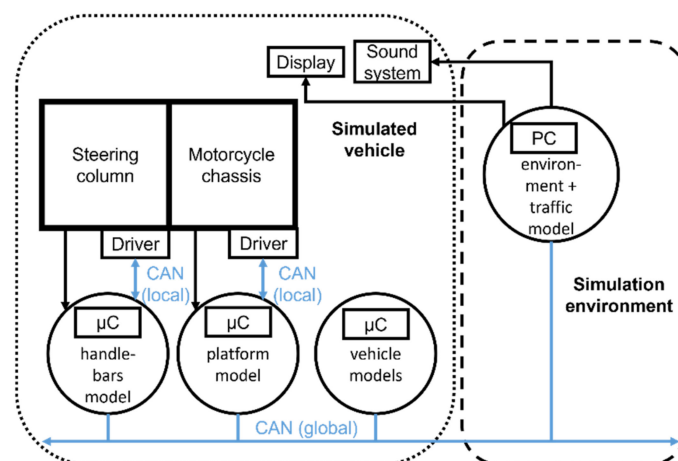 Display
Sound
system
Simulated
vehicle
PC
environ-
ment +
traffic
model
Steering
column
Motorcycle
chassis
Driver
Driver
CAN
(local)
CAN
(local)
Simulation
environment
µC
handle-
bars
model
µC
platform
model
µC
vehicle
models
CAN (global)